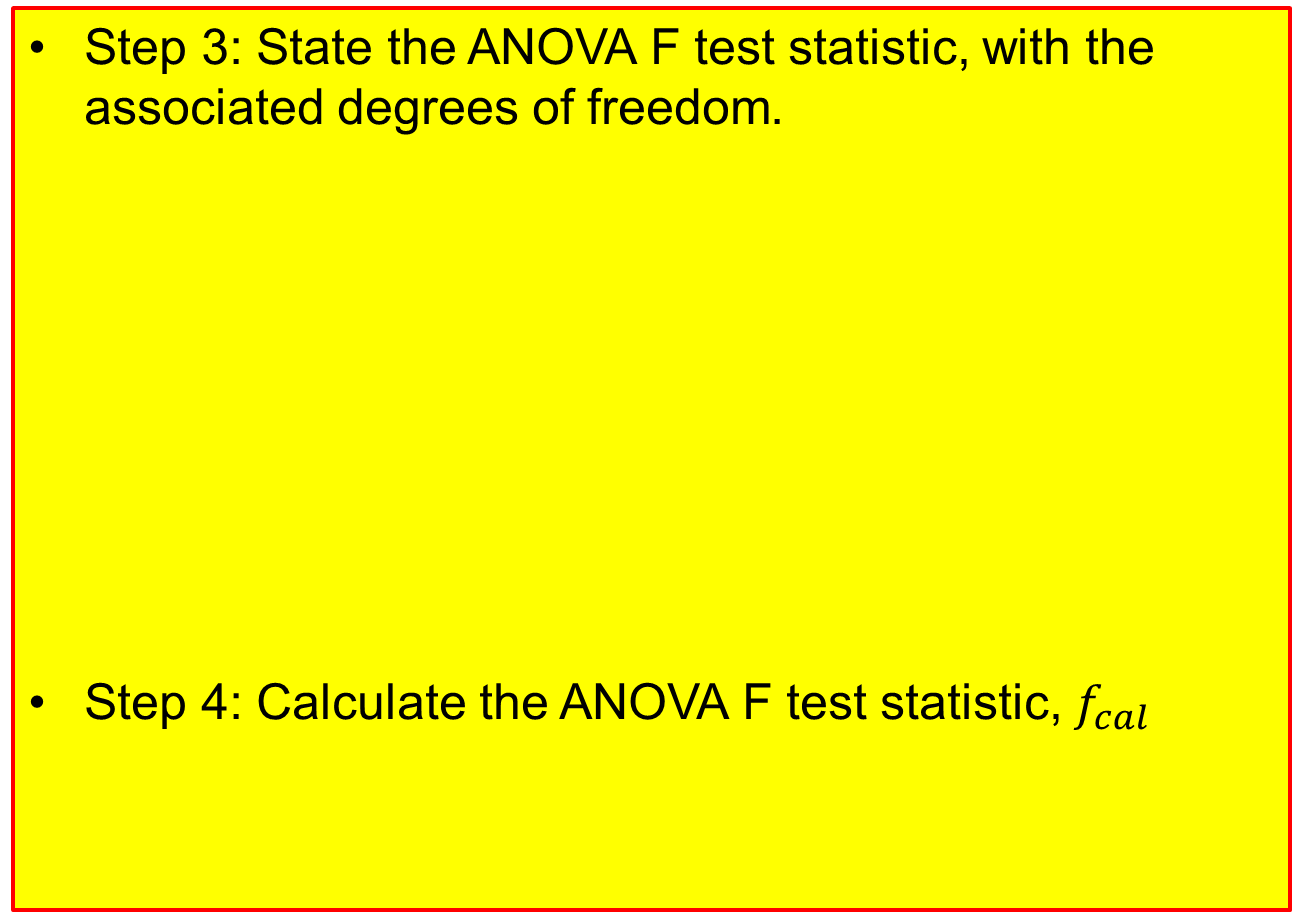 • Step 3: State the ANOVA F test statistic, with the
associated degrees of freedom.
• Step 4: Calculate the ANOVA F test statistic, 𝑓𝑐𝑎𝑙